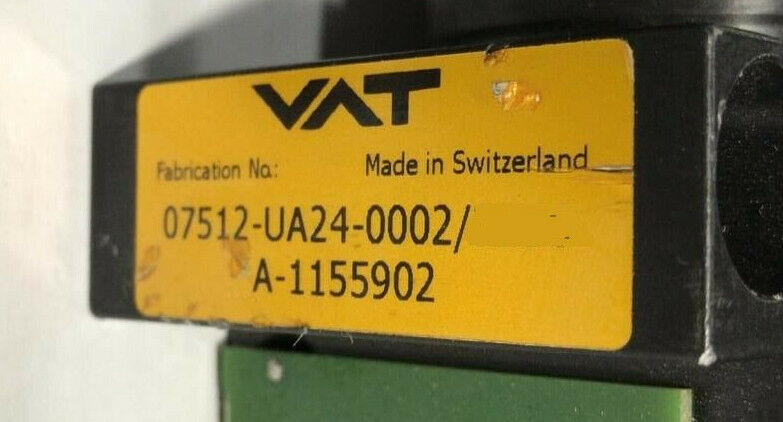 VAT
Fabrication No.: Made in Switzerland
07512-UA24-0002/
A-1155902